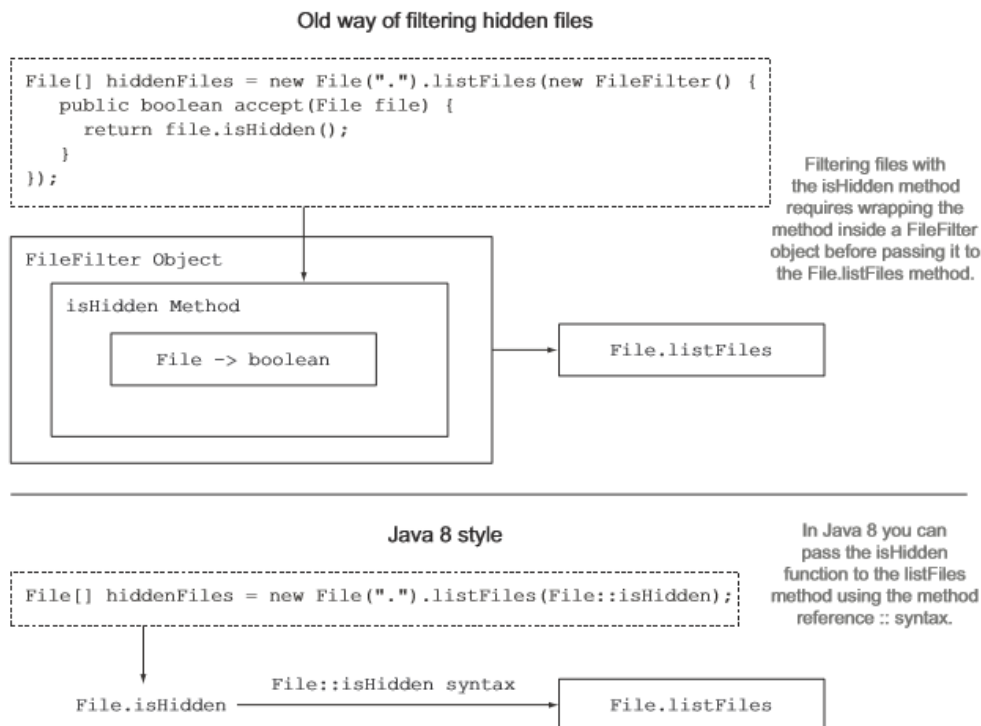 Old way of filtering hidden files
File[] hiddenFiles = new File(".").listFiles(new FileFilter() {
public boolean accept(File file) {
return file.isHidden();
}
});
Filtering files with
the isHidden method
requires wrapping the
method inside a FileFilter
object before passing it to
the File.listFiles method.
FileFilter Object
isHidden Method
File -> boolean
File.listFiles
Java 8 style
In Java 8 you can
pass the isHidden
function to the listFiles
method using the method
reference :: syntax.
File[] hiddenFiles = new File(".").listFiles(File::isHidden);
File::isHidden syntax
File.isHidden
File.listFiles